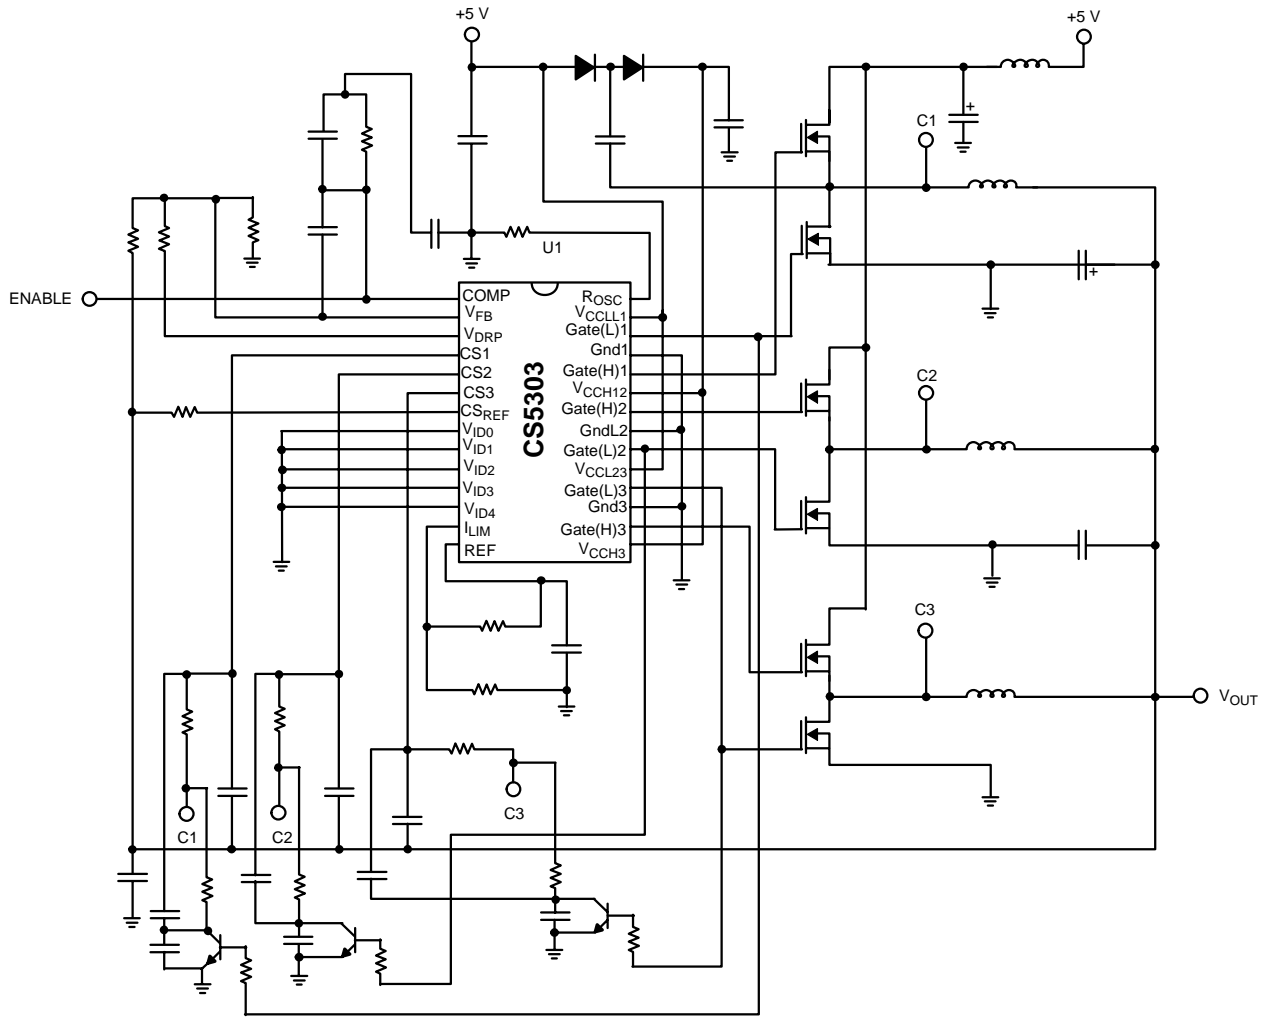 +5 V
+5 V
C1
U1
ENABLE
COMP
VFB
VDRP
CS1
CS2
CS3
CSREF
VID0
VID1
VID2
VID3
VID4
ILIM
REF
CS5303
ROSC
VCCLL1
Gate(L)1
Gnd1
Gate(H)1
VCCH12
Gate(H)2
GndL2
Gate(L)2
VCCL23
Gate(L)3
Gnd3
Gate(H)3
VCCH3
+
+
C2
C3
VOUT
C1
C2
C3